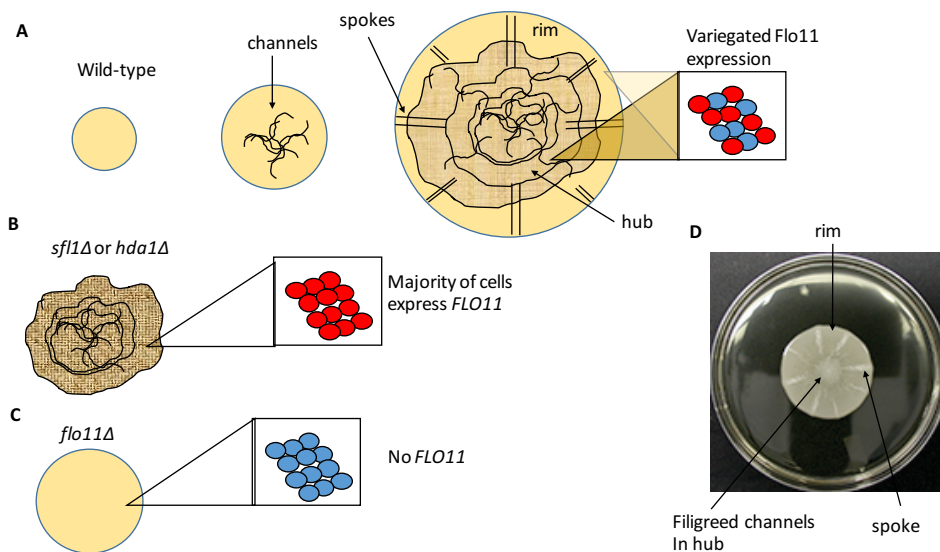 A
Wild-type
channels
spokes
rim
Variegated Flo11
expression
hub
B
sfl1Δ or hda1Δ
Majority of cells
express FLO11
C
flo11Δ
No FLO11
D
rim
Filigreed channels
In hub
spoke